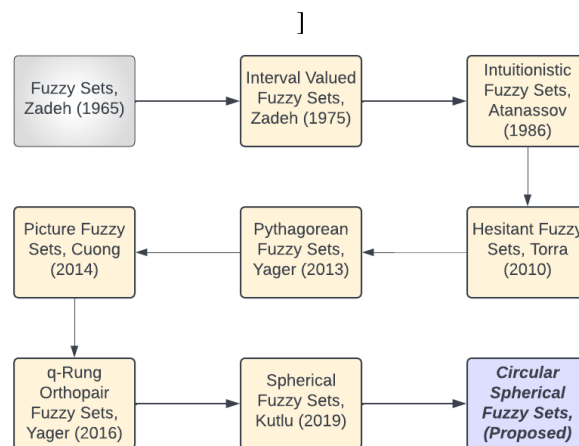 ]
Fuzzy Sets,
Zadeh (1965)
Interval Valued
Fuzzy Sets,
Zadeh (1975)
Intuitionistic
Fuzzy Sets,
Atanassov
(1986)
Hesitant Fuzzy
Sets, Torra
(2010)
Pythagorean
Fuzzy Sets,
Yager (2013)
Picture Fuzzy
Sets, Cuong
(2014)
q-Rung
Orthopair
Fuzzy Sets,
Yager (2016)
Spherical
Fuzzy Sets,
Kutlu (2019)
Circular
Spherical
Fuzzy Sets,
(Proposed)